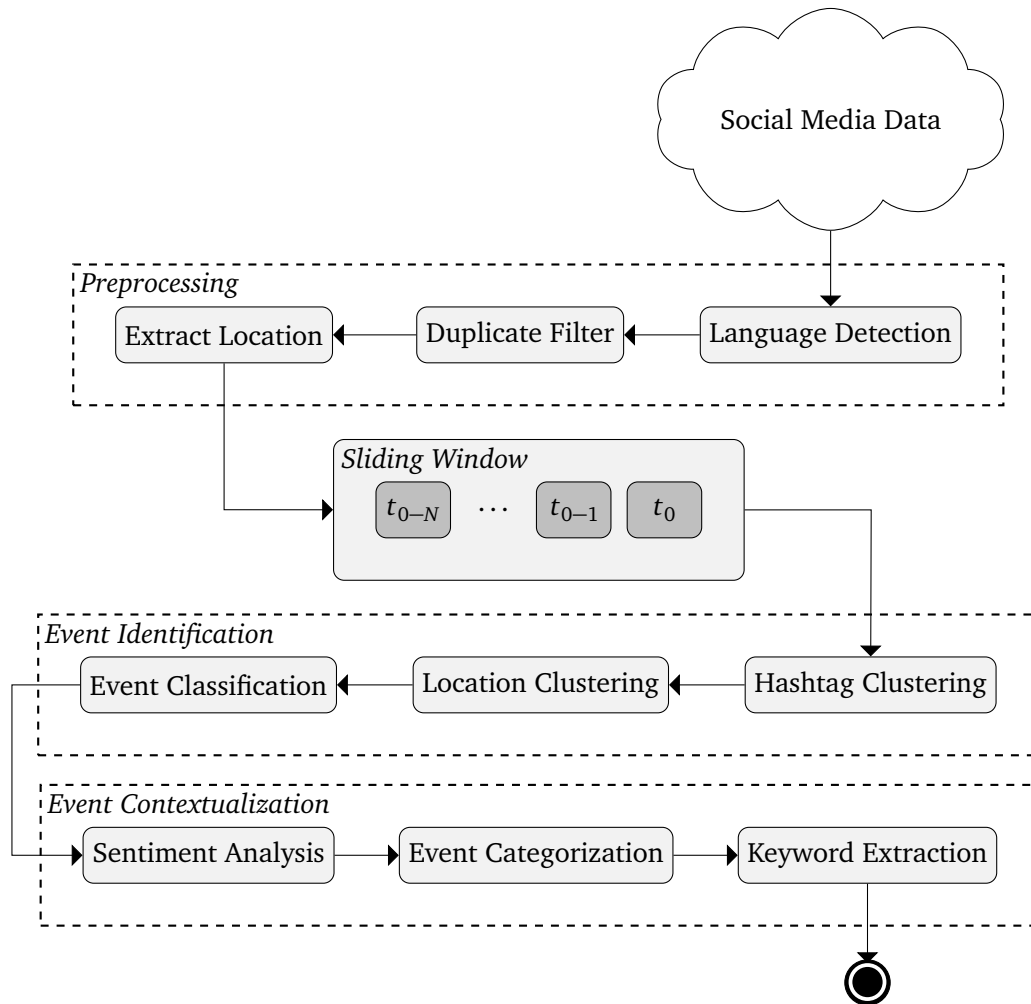 Social Media Data
Preprocessing
Extract Location
Duplicate Filter
Language Detection
Sliding Window
t0−N
...
t0−1
t0
Event Identification
Event Classification
Location Clustering
Hashtag Clustering
Event Contextualization
Sentiment Analysis
Event Categorization
Keyword Extraction